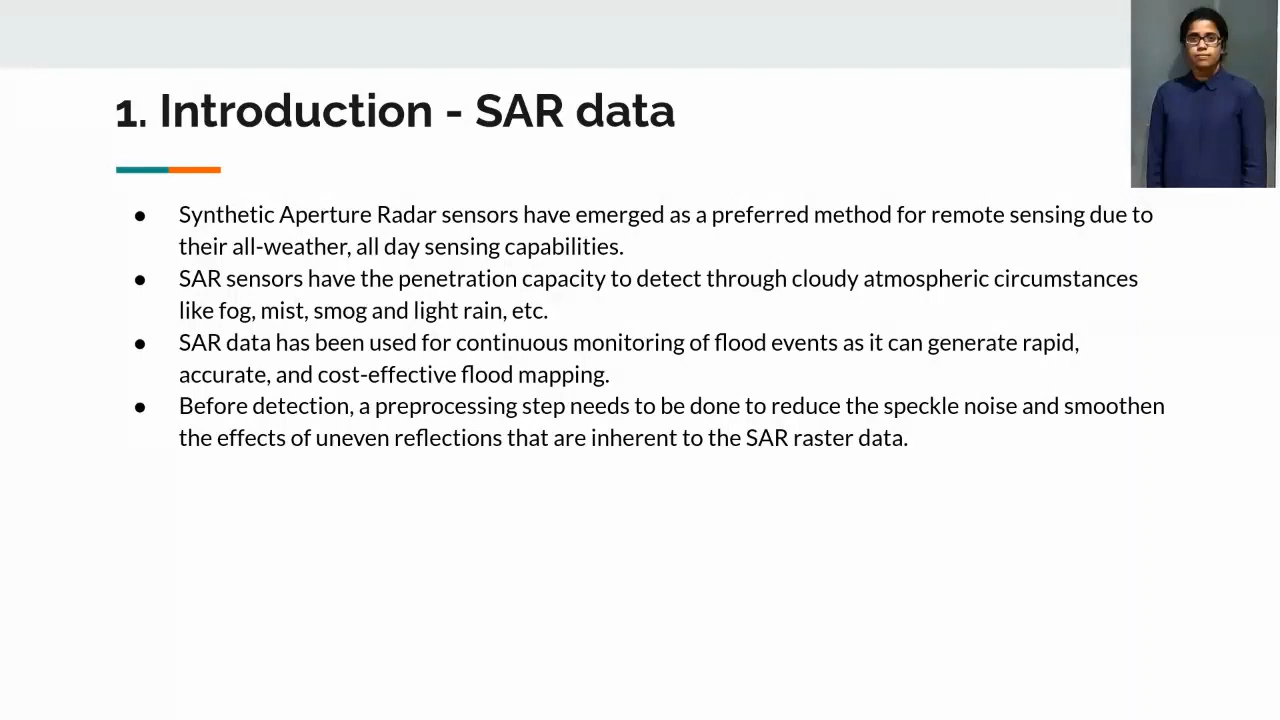 1. Introduction - SAR data
● Synthetic Aperture Radar sensors have emerged as a preferred method for remote sensing due to
their all-weather, all day sensing capabilities.
● SAR sensors have the penetration capacity to detect through cloudy atmospheric circumstances
like fog, mist, smog and light rain, etc.
● SAR data has been used for continuous monitoring of flood events as it can generate rapid,
accurate, and cost-effective flood mapping.
● Before detection, a preprocessing step needs to be done to reduce the speckle noise and smoothen
the effects of uneven reflections that are inherent to the SAR raster data.